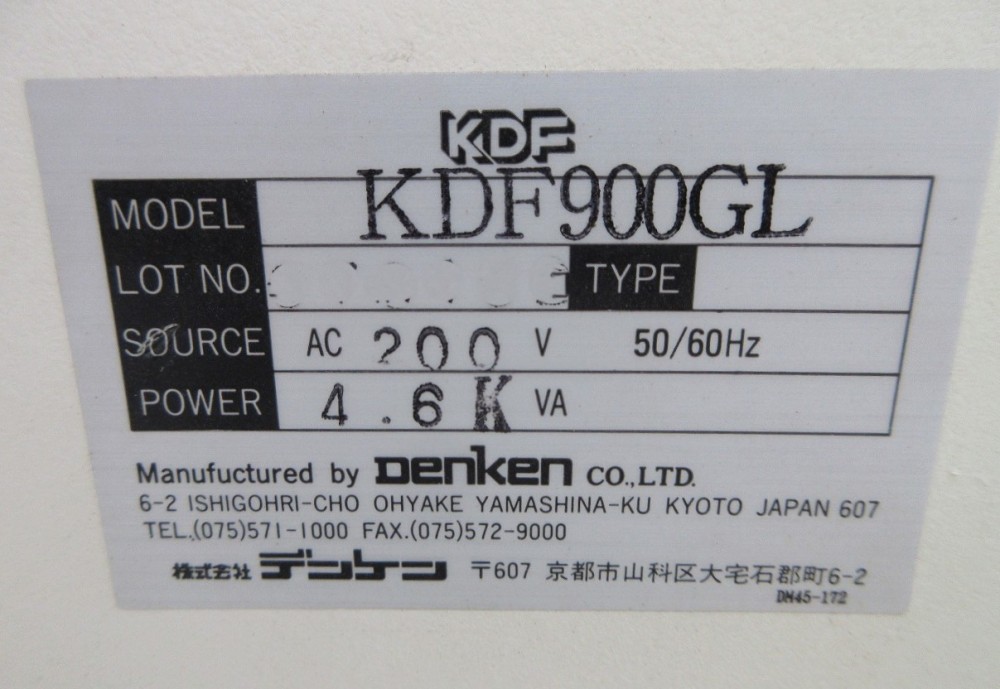 KDF
MODEL KDF900GL
LOT NO. TYPE
SOURCE AC 200 V 50/60Hz
POWER 4.6K VA
Manufuctured by Denken CO.,LTD.
6-2 ISHIGOHRI-CHO OHYAKE YAMASHINA-KU KYOTO JAPAN 607
TEL.(075)571-1000 FAX.(075)572-9000
株式会社 デンケン 〒607 京都市山科区大宅石郡町6-2
DN45-172